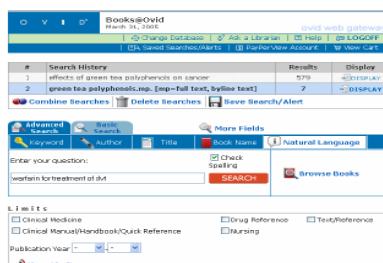 O V I D Books@Ovid
March 31, 2005
ovid web gateway
Change Database | Ask a Librarian | Help | LOGOFF
Saved Searches/Alerts | PayPerView Account | View Cart
# Search History Results Display
1 effects of green tea polyphenols on cancer 579 DISPLAY
2 green tea polyphenols.mp. [mp=full text, byline text] 7 DISPLAY
Combine Searches Delete Searches Save Search/Alert
Advanced Search Basic Search More Fields
Keyword Author Title Book Name Natural Language
Enter your question: Check Spelling
warfarin for treatment of dvt SEARCH Browse Books
Limits
Clinical Medicine Drug Reference Text/Reference
Clinical Manual/Handbook/Quick Reference Nursing
Publication Year - -